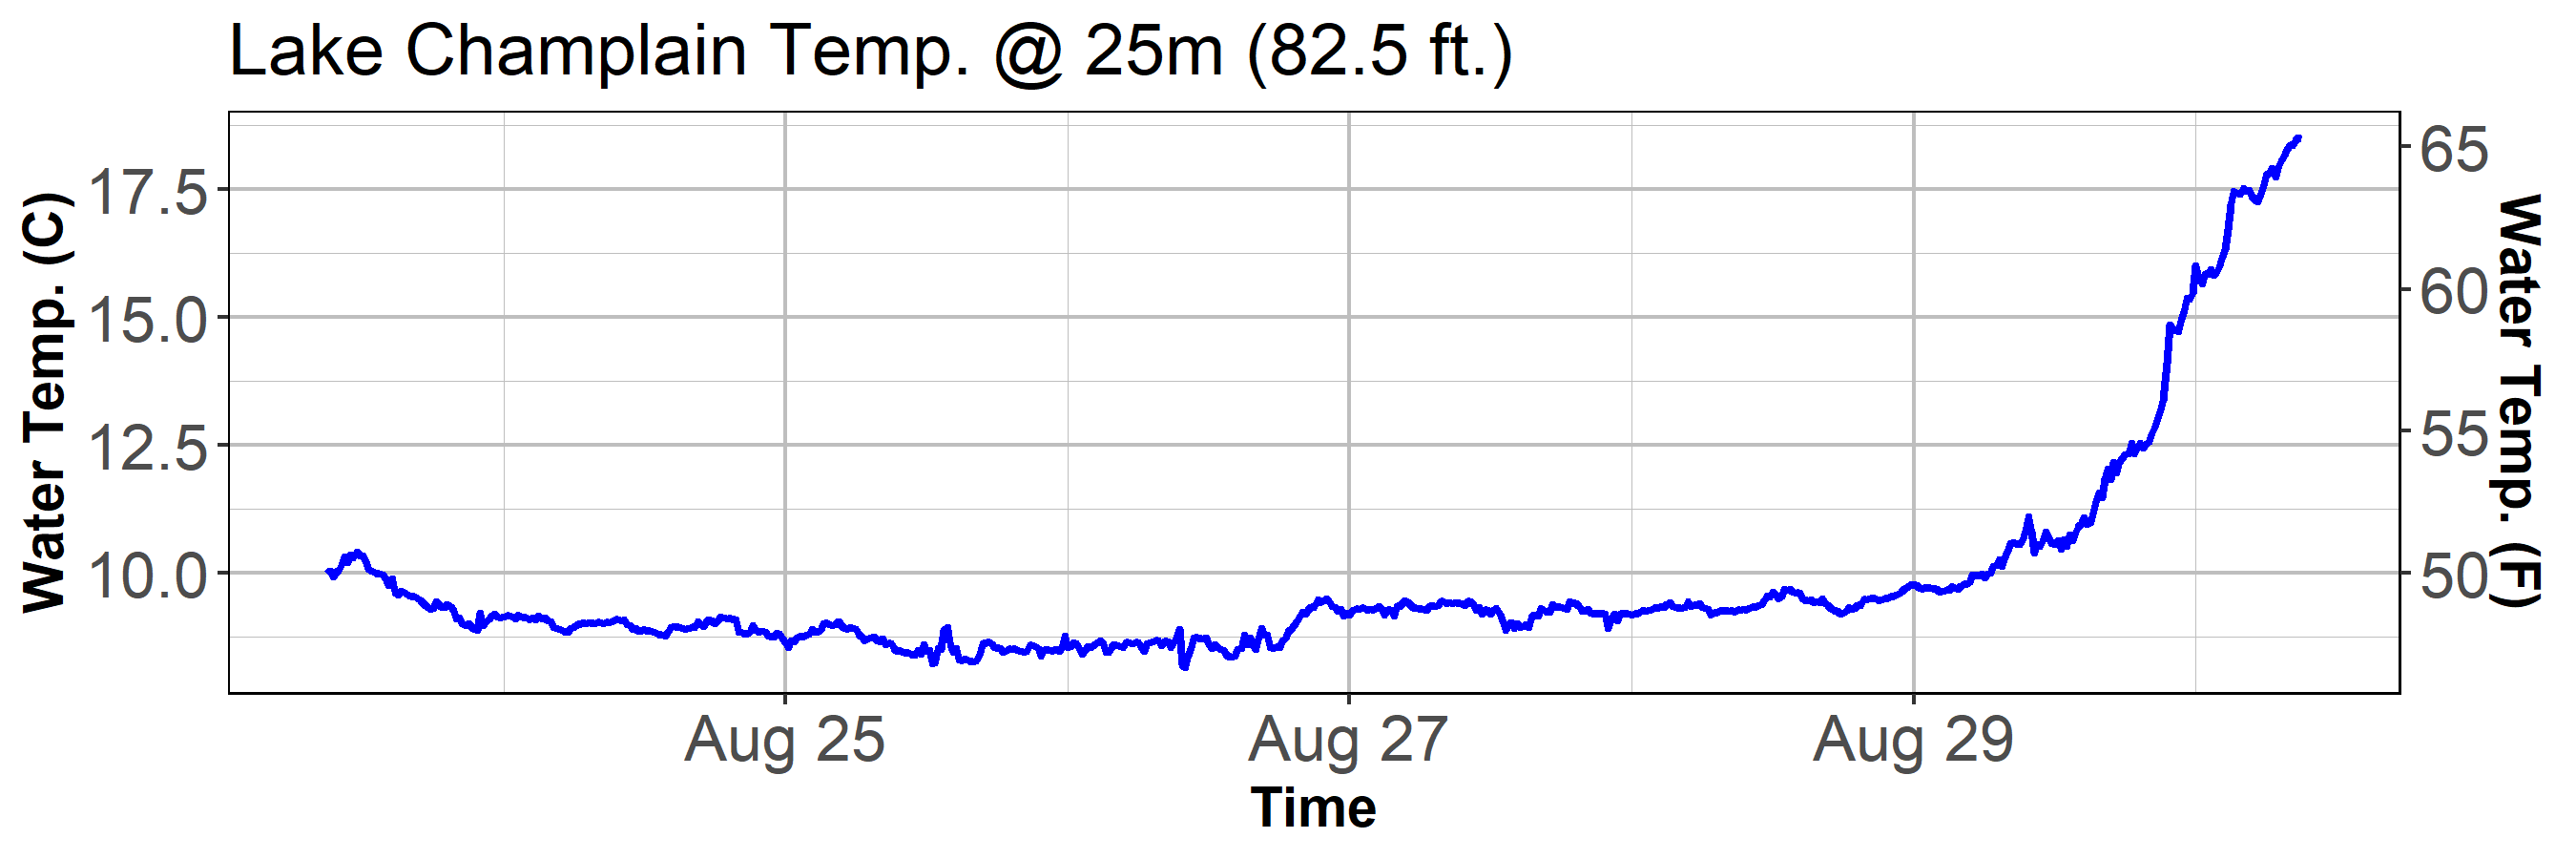 Lake Champlain Temp. @ 25m (82.5 ft.)
Water Temp. (C)
17.5
15.0
12.5
10.0
65
60
55
50
Water Temp. (F)
Aug 25
Aug 27
Aug 29
Time